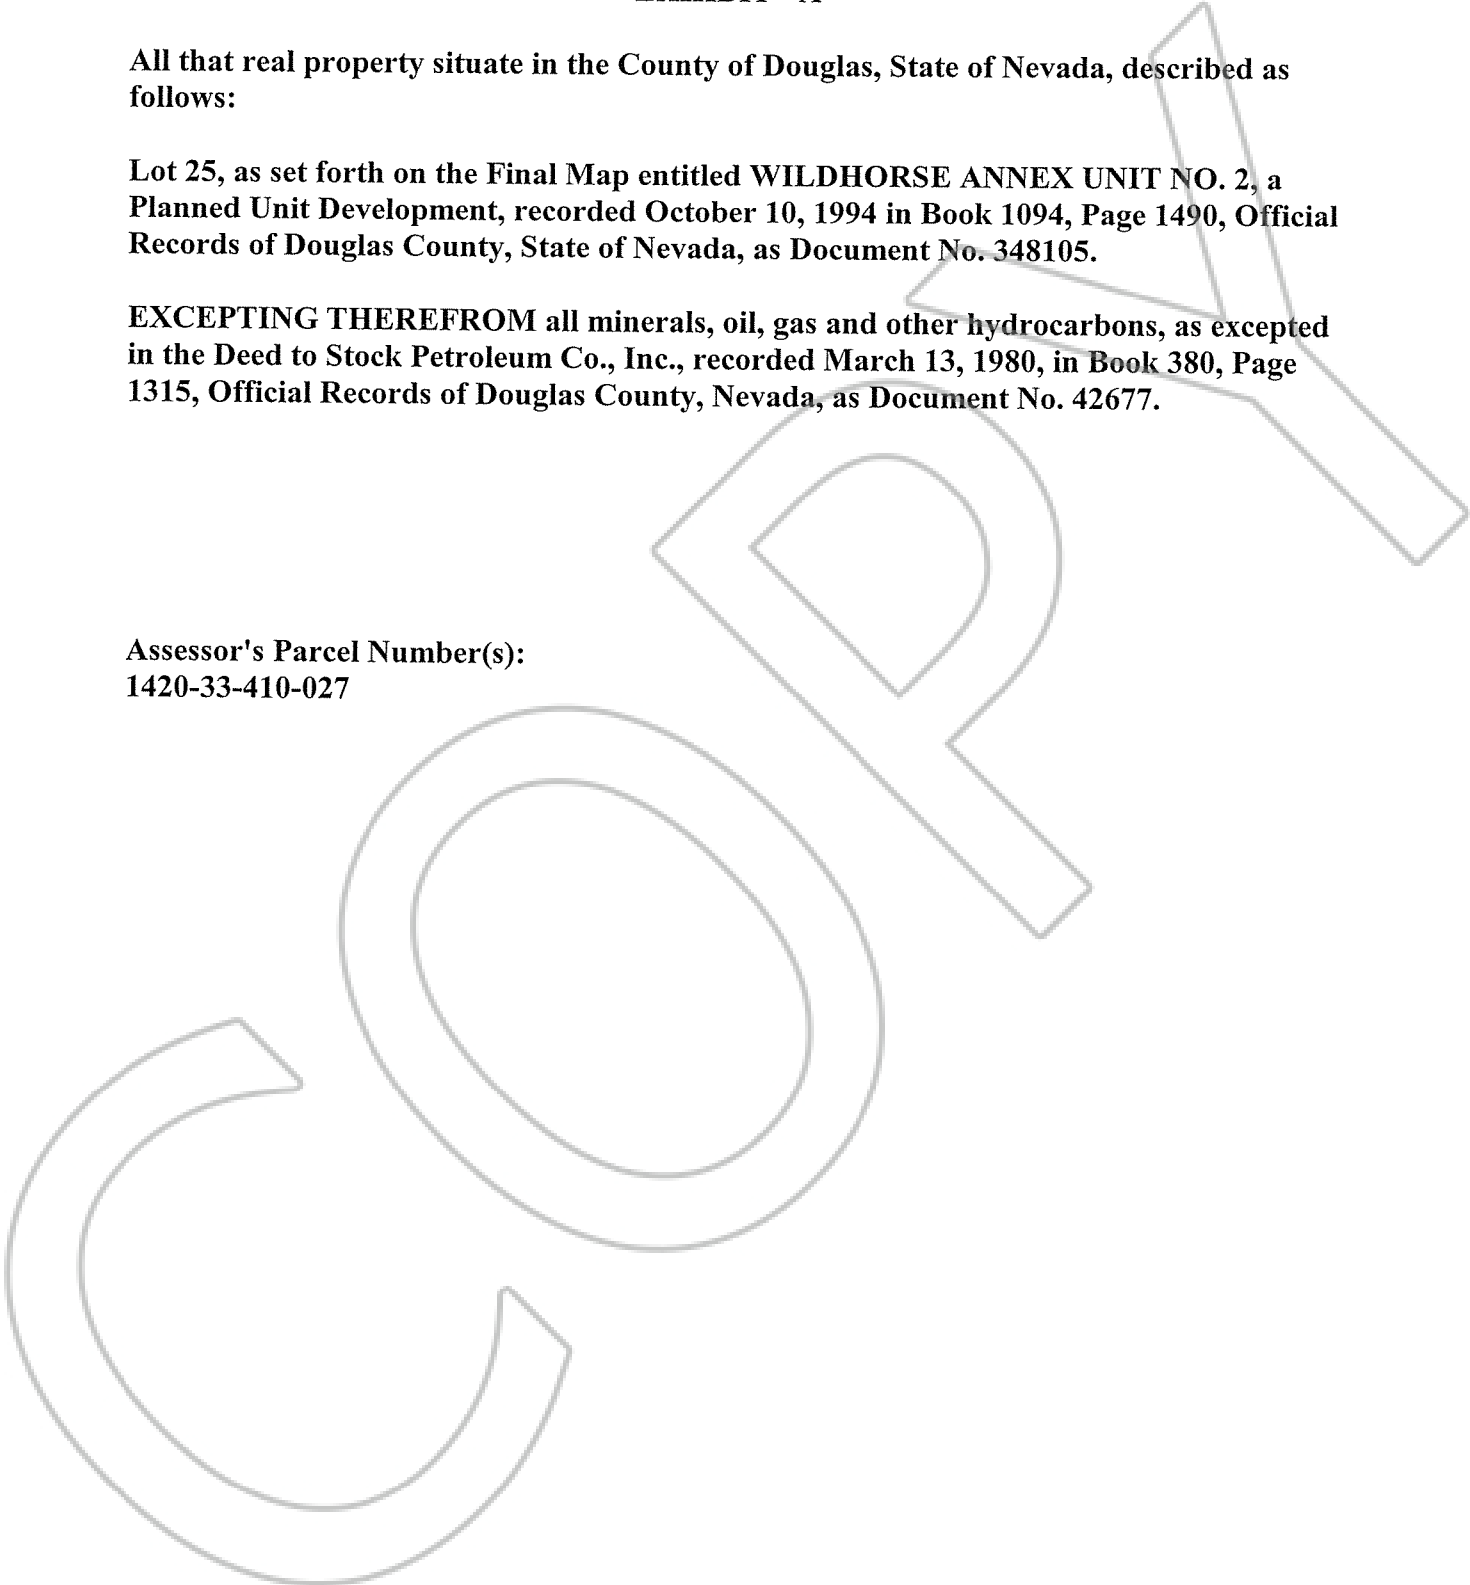 All that real property situate in the County of Douglas, State of Nevada, described as
follows:
Lot 25, as set forth on the Final Map entitled WILDHORSE ANNEX UNIT NO. 2, a
Planned Unit Development, recorded October 10, 1994 in Book 1094, Page 1490, Official
Records of Douglas County, State of Nevada, as Document No. 348105.
EXCEPTING THEREFROM all minerals, oil, gas and other hydrocarbons, as excepted
in the Deed to Stock Petroleum Co., Inc., recorded March 13, 1980, in Book 380, Page
1315, Official Records of Douglas County, Nevada, as Document No. 42677.
Assessor's Parcel Number(s):
1420-33-410-027
COPY